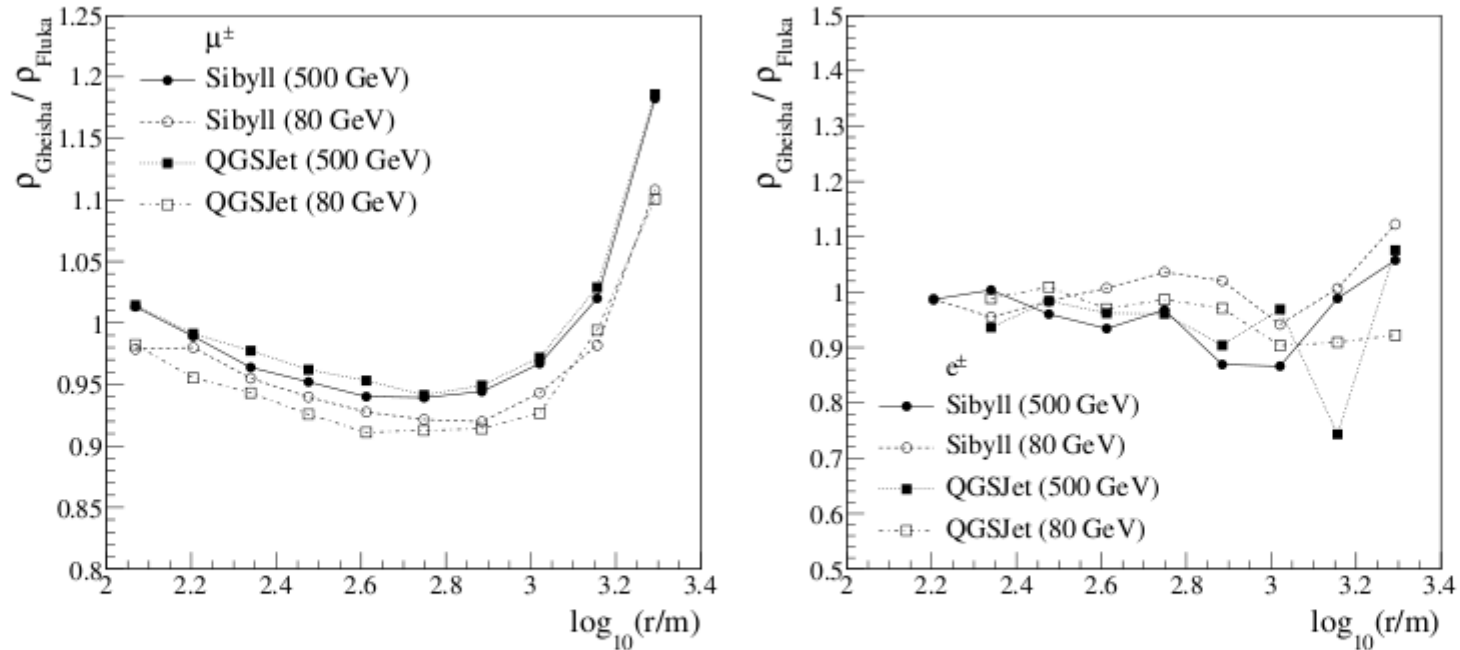 ρGheisha / ρFluka
1.25
1.2
1.15
1.1
1.05
1
0.95
0.9
0.85
0.8
μ±
Sibyll (500 GeV)
Sibyll (80 GeV)
QGSJet (500 GeV)
QGSJet (80 GeV)
2 2.2 2.4 2.6 2.8 3 3.2 3.4
log10(r/m)
ρGheisha / ρFluka
1.5
1.4
1.3
1.2
1.1
1
0.9
0.8
0.7
0.6
0.5
e±
Sibyll (500 GeV)
Sibyll (80 GeV)
QGSJet (500 GeV)
QGSJet (80 GeV)
2 2.2 2.4 2.6 2.8 3 3.2 3.4
log10(r/m)